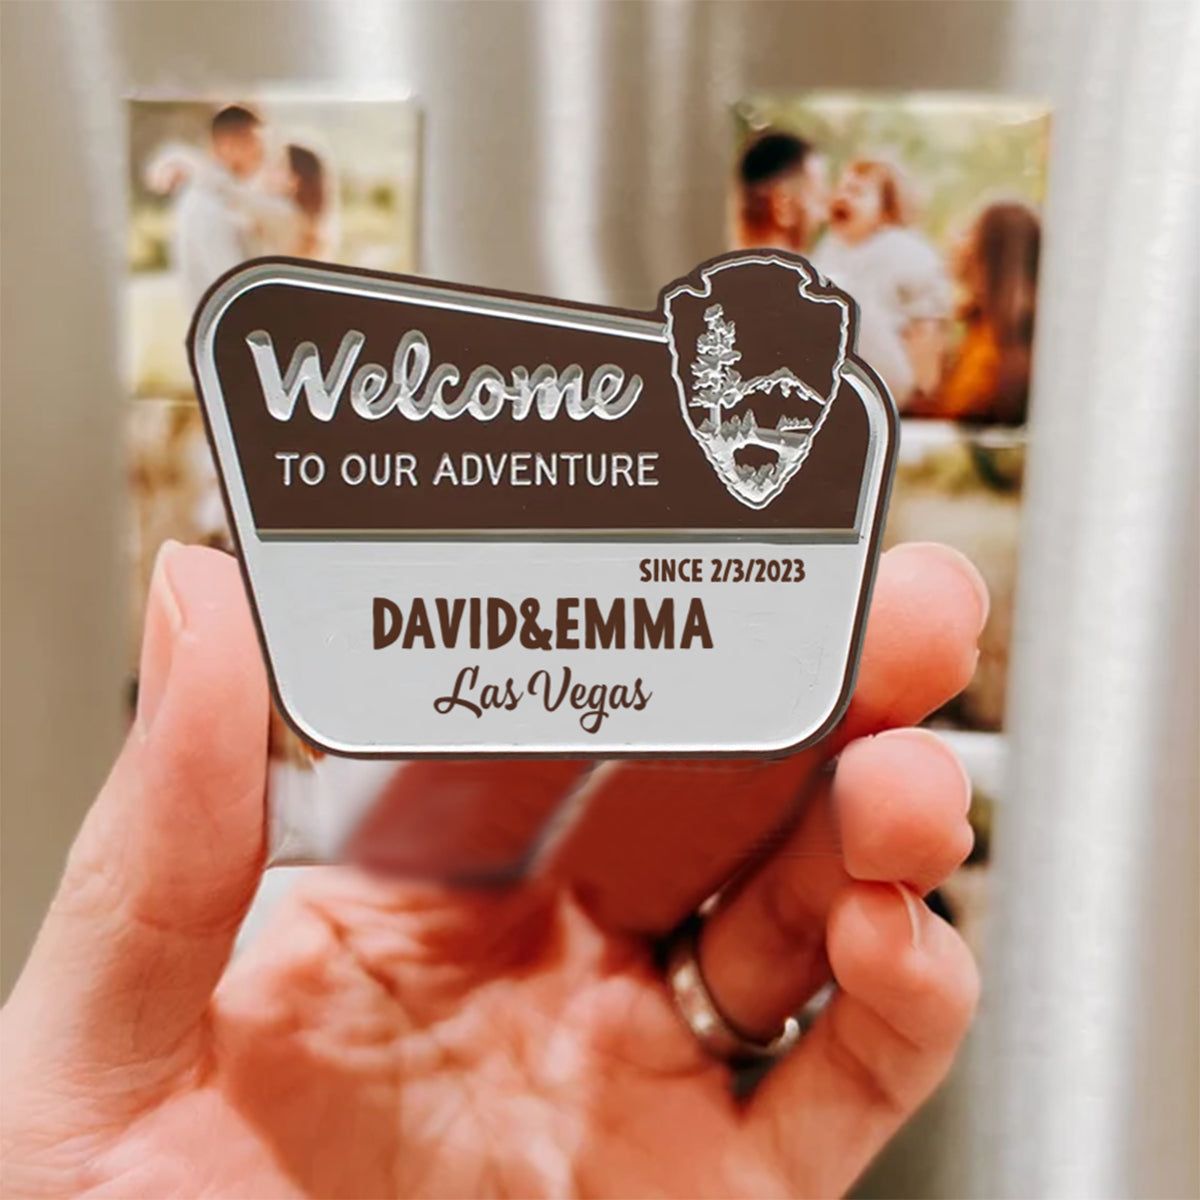 Welcome
TO OUR ADVENTURE
SINCE 2/3/2023
DAVID&EMMA
Las Vegas